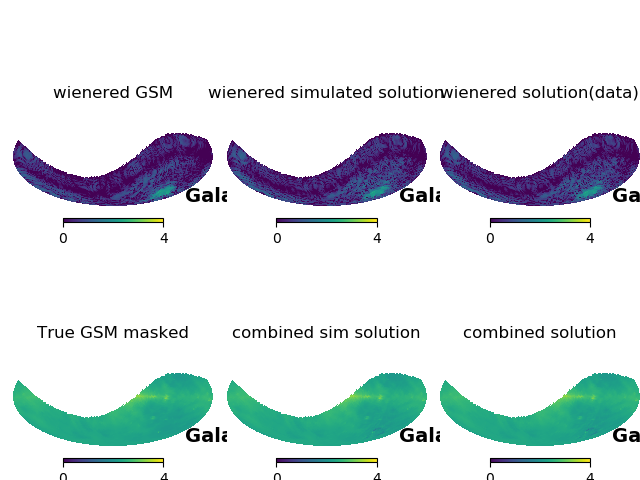 wienered GSM
wienered simulated solution
wienered solution(data)
Gala
Gala
Ga
0 4
0 4
0 4
True GSM masked
combined sim solution
combined solution
Gala
Gala
Ga
0 4
0 4
0 4